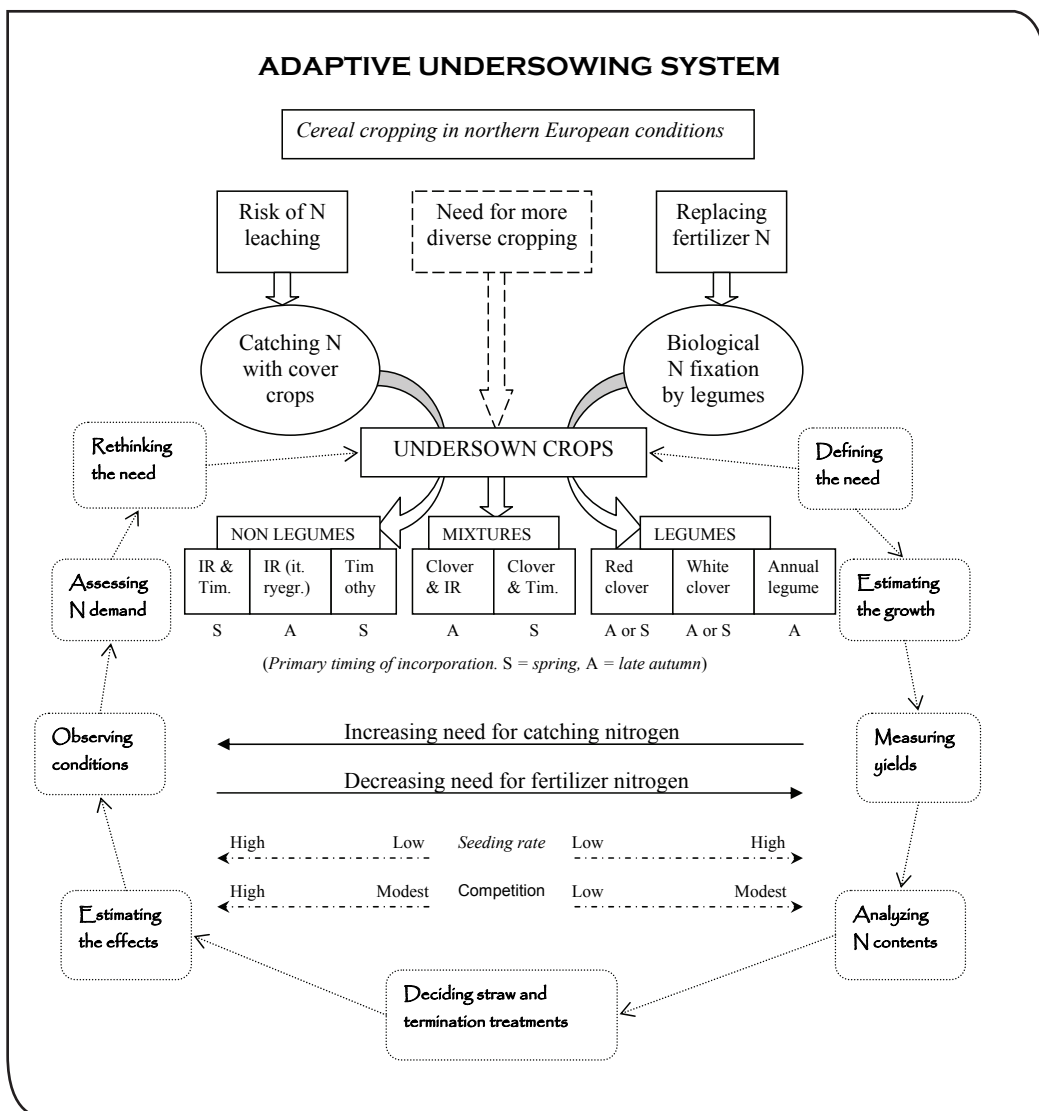 ADAPTIVE UNDERSOWING SYSTEM
Cereal cropping in northern European conditions
Risk of N
leaching
Need for more
diverse cropping
Replacing
fertilizer N
Catching N
with cover
crops
Biological
N fixation
by legumes
Rethinking
the need
UNDERSOWN CROPS
Defining
the need
NON LEGUMES
MIXTURES
LEGUMES
IR &
Tim.
IR (it.
ryegr.)
Tim
othy
Clover
& IR
Clover
& Tim.
Red
clover
White
clover
Annual
legume
Assessing
N demand
Estimating
the growth
S A S A S A or S A or S A
(Primary timing of incorporation. S = spring, A = late autumn)
Observing
conditions
Increasing need for catching nitrogen
Decreasing need for fertilizer nitrogen
Measuring
yields
High Low Seeding rate Low High
High Modest Competition Low Modest
Estimating
the effects
Analyzing
N contents
Deciding straw and
termination treatments